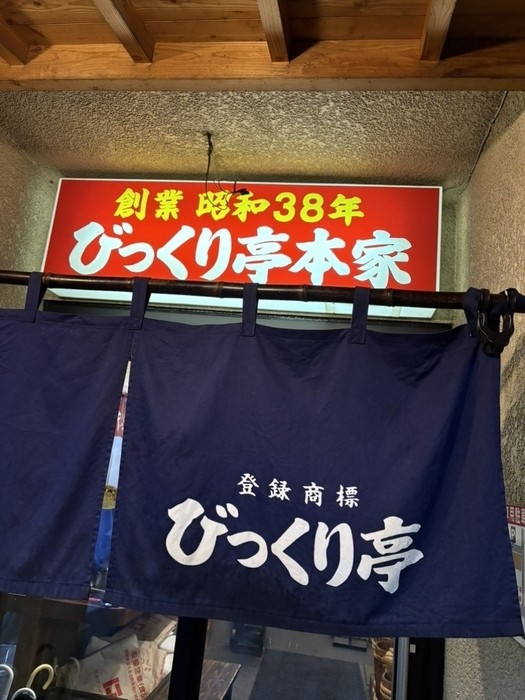 創業 昭和38年
びっくり亭本家
登録商標
びっくり亭